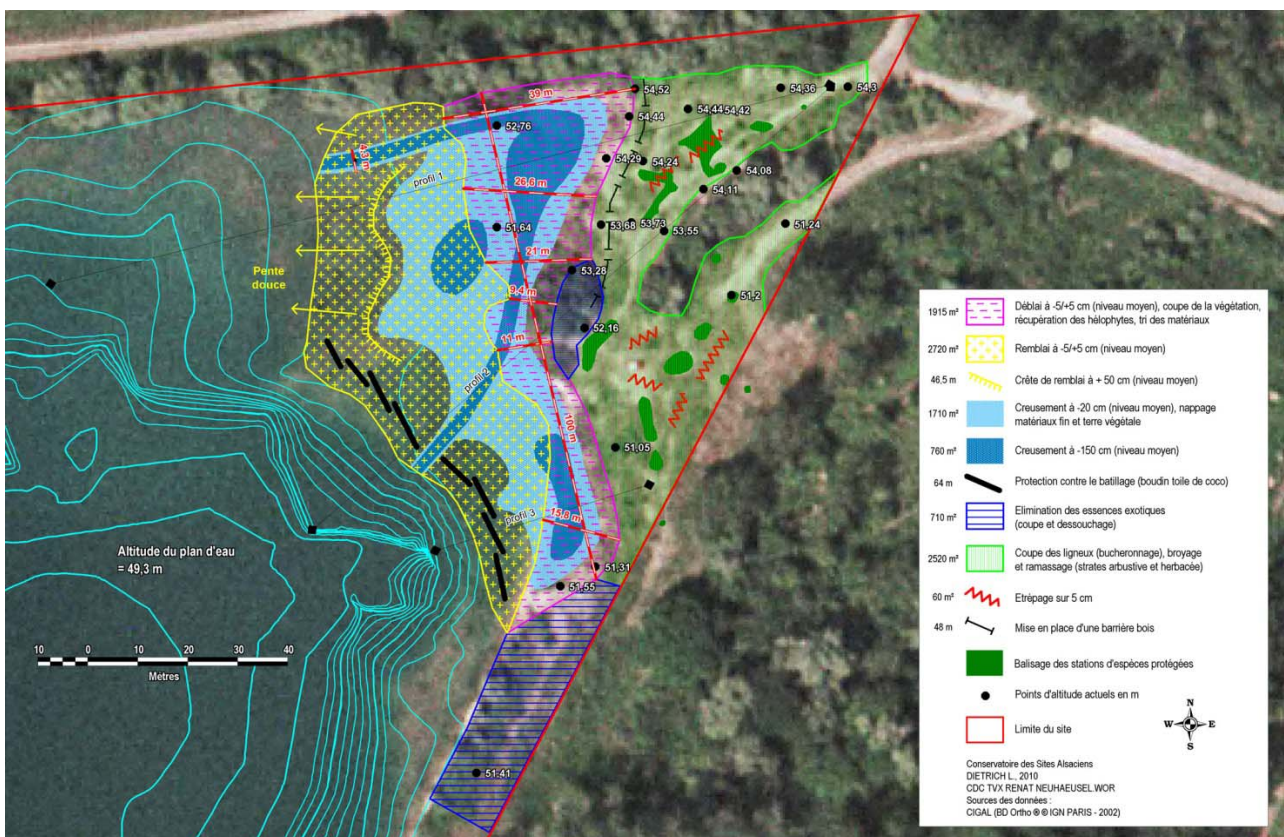 39 m
54,52
54,36
54,3
54,44
54,42
52,76
54,44
4,3 m
54,29
54,24
54,08
profil 1
26,6 m
54,11
51,64
53,68
53,73
53,55
51,24
21 m
53,28
Pente
douce
9,4 m
51,2
52,16
11 m
profil 2
100 m
51,05
profil 3
15,8 m
Altitude du plan d'eau
= 49,3 m
51,31
51,55
10 0 10 20 30 40
Metres
51,41
1915 m² Déblai à -5/+5 cm (niveau moyen), coupe de la végétation,
récupération des hélophytes, tri des matériaux
2720 m² Remblai à -5/+5 cm (niveau moyen)
46,5 m Crête de remblai à + 50 cm (niveau moyen)
1710 m² Creusement à -20 cm (niveau moyen), nappage
matériaux fin et terre végétale
760 m² Creusement à -150 cm (niveau moyen)
64 m Protection contre le batillage (boudin toile de coco)
710 m² Elimination des essences exotiques
(coupe et dessouchage)
2520 m² Coupe des ligneux (bucheronnage), broyage
et ramassage (strates arbustive et herbacée)
60 m² Etrépage sur 5 cm
48 m Mise en place d'une barrière bois
Balisage des stations d'espèces protégées
Points d'altitude actuels en m
Limite du site
N
W E
S
Conservatoire des Sites Alsaciens
DIETRICH L., 2010
CDC TVX RENAT NEUHAEUSEL.WOR
Sources des données :
CIGAL (BD Ortho ® © IGN PARIS - 2002)